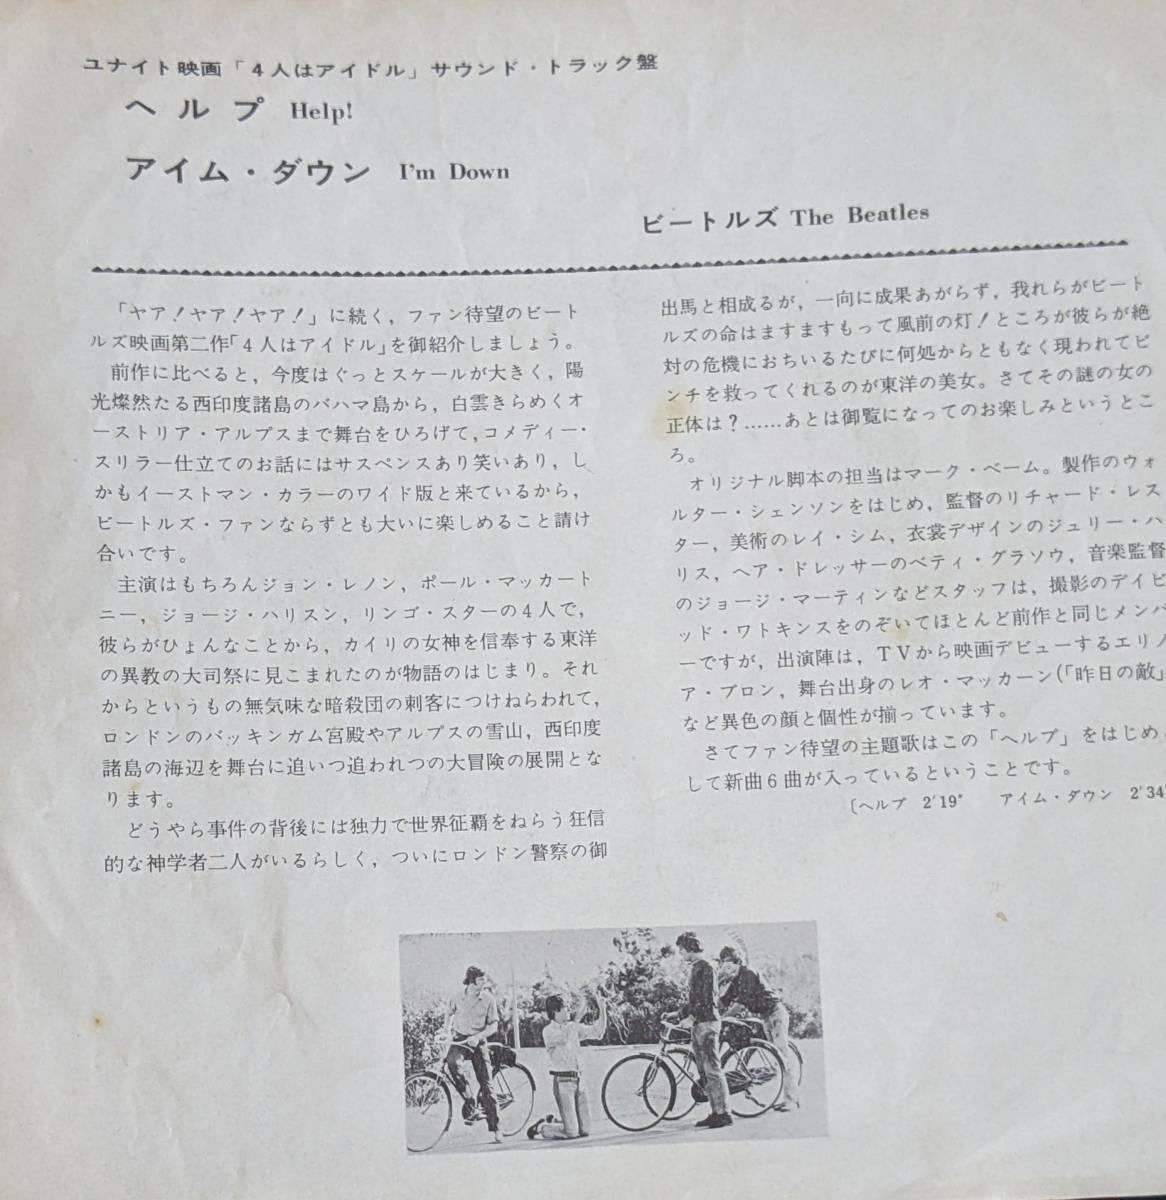 ユナイト映画「4人はアイドル」サウンド・トラック盤
ヘルプ Help!
アイム・ダウン I'm Down
ビートルズ The Beatles
「ヤア！ヤア！ヤア！」に続く，ファン待望のビート
ルズ映画第二作「4人はアイドル」を御紹介しましょう。
前作に比べると，今度はぐっとスケールが大きく，陽
光燦然たる西印度諸島のバハマ島から，白雲きらめくオ
ーストリア・アルプスまで舞台をひろげて，コメディー・
スリラー仕立てのお話にはサスペンスあり笑いあり，し
かもイーストマン・カラーのワイド版と来ているから，
ビートルズ・ファンならずとも大いに楽しめること請け
合いです。
主演はもちろんジョン・レノン，ポール・マッカート
ニー，ジョージ・ハリスン，リンゴ・スターの4人で，
彼らがひょんなことから，カイリの女神を信奉する東洋
の異教の大司祭に見こまれたのが物語のはじまり。それ
からというもの無気味な暗殺団の刺客につけねらわれて，
ロンドンのバッキンガム宮殿やアルプスの雪山，西印度
諸島の海辺を舞台に追いつ追われつの大冒険の展開とな
ります。
どうやら事件の背後には独力で世界征覇をねらう狂信
的な神学者二人がいるらしく，ついにロンドン警察の御
出馬と相成るが，一向に成果あがらず，我れらがビート
ルズの命はますますもって風前の灯！ところが彼らが絶
対の危機におちいるたびに何処からともなく現われてピ
ンチを救ってくれるのが東洋の美女。さてその謎の女の
正体は？……あとは御覧になってのお楽しみというとこ
ろ。
オリジナル脚本の担当はマーク・ベーム。製作のウォ
ルター・シェンソンをはじめ，監督のリチャード・レス
ター，美術のレイ・シム，衣裳デザインのジュリー・ハ
リス，ヘア・ドレッサーのベティ・グラソウ，音楽監督
のジョージ・マーティンなどスタッフは，撮影のデイビ
ッド・ワトキンスをのぞいてほとんど前作と同じメンバ
ーですが，出演陣は，TVから映画デビューするエリノ
ア・ブロン，舞台出身のレオ・マッカーン(「昨日の敵」
など異色の顔と個性が揃っています。
さてファン待望の主題歌はこの「ヘルプ」をはじめ
して新曲6曲が入っているということです。
〔ヘルプ 2'19" アイム・ダウン 2'34"